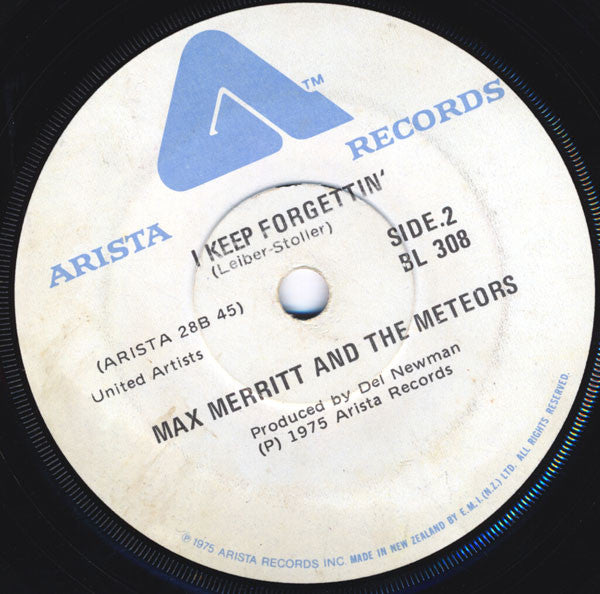 TM
ARISTA RECORDS
I KEEP FORGETTIN'
(Leiber-Stoller)
SIDE.2
BL 308
(ARISTA 28B 45)
United Artists
MAX MERRITT AND THE METEORS
Produced by Del Newman
(P) 1975 Arista Records
℗ 1975 ARISTA RECORDS INC. MADE IN NEW ZEALAND BY E.M.I. (N.Z.) LTD. ALL RIGHTS RESERVED.